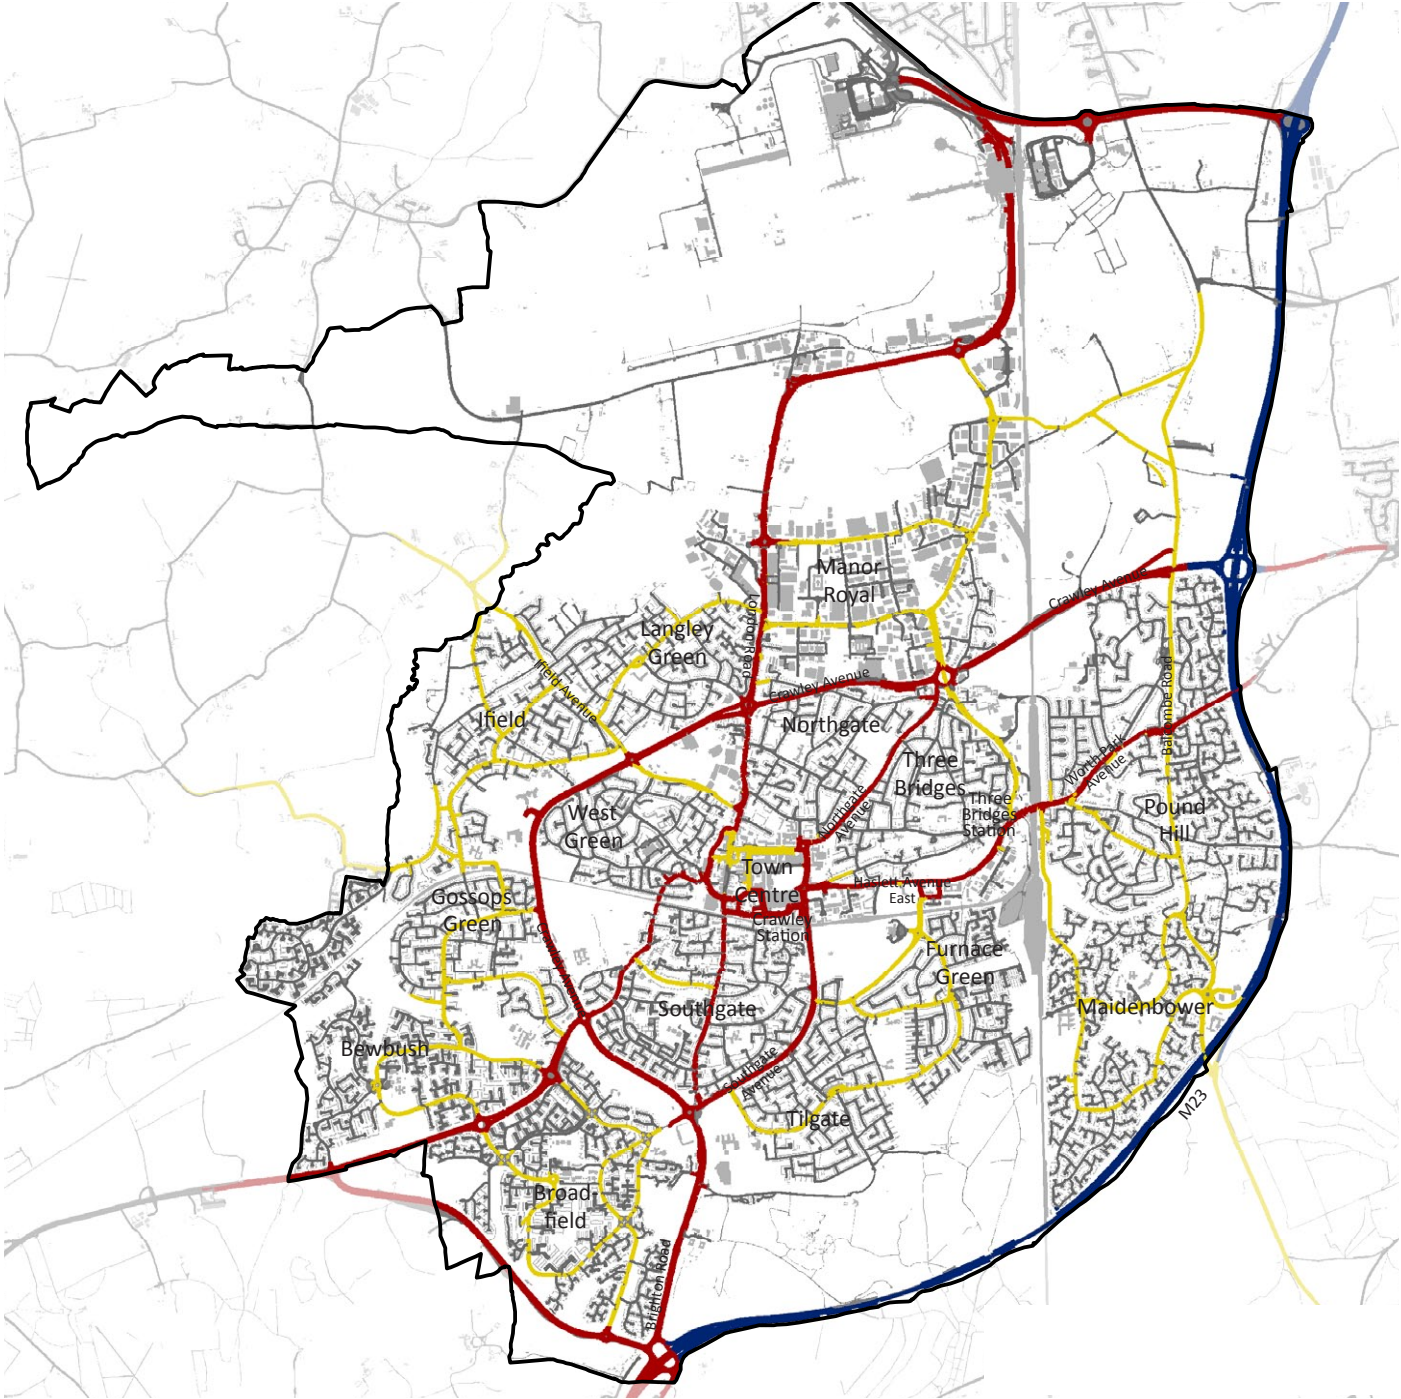 Manor
Royal
Crawley Avenue
London Road
Langley
Green
Ifield Avenue
Crawley Avenue
Balcombe Road
Ifield
Northgate
Three
Bridges
Worth Park
Avenue
West
Green
Northgate
Avenue
Three
Bridges
Station
Pound
Hill
Town
Centre
Haslett Avenue
East
Gossops
Green
Crawley
Station
Crawley Avenue
Furnace
Green
Southgate
Maidenbower
Bewbush
Southgate
Avenue
Tilgate
M23
Broad-
field
Brighton Road